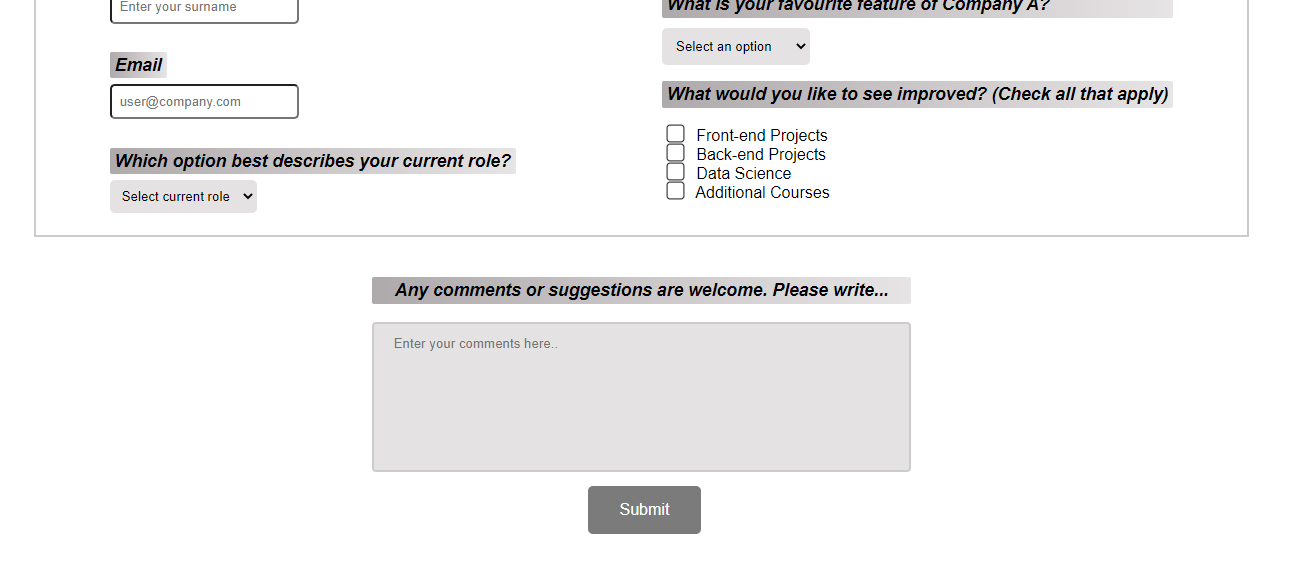 Enter your surname
Email
user@company.com
Which option best describes your current role?
Select current role
What is your favourite feature of Company A?
Select an option
What would you like to see improved? (Check all that apply)
Front-end Projects
Back-end Projects
Data Science
Additional Courses
Any comments or suggestions are welcome. Please write...
Enter your comments here..
Submit